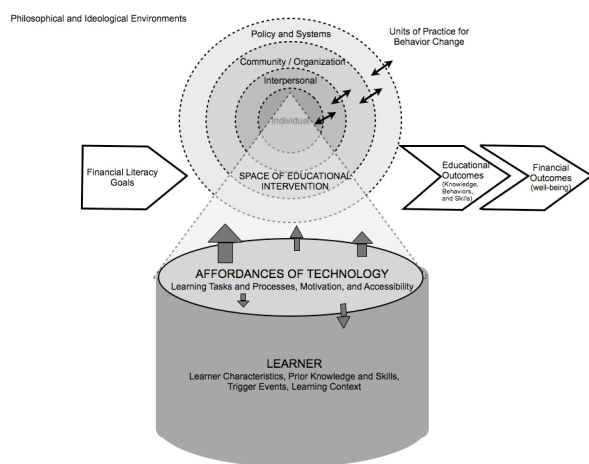 Philosophical and Ideological Environments
Policy and Systems
Units of Practice for
Behavior Change
Community / Organization
Interpersonal
Individual
Financial Literacy
Goals
SPACE OF EDUCATIONAL
INTERVENTION
Educational
Outcomes
(Knowledge,
Behaviors,
and Skills)
Financial
Outcomes
(well-being)
AFFORDANCES OF TECHNOLOGY
Learning Tasks and Processes, Motivation, and Accessibility
LEARNER
Learner Characteristics, Prior Knowledge and Skills,
Trigger Events, Learning Context